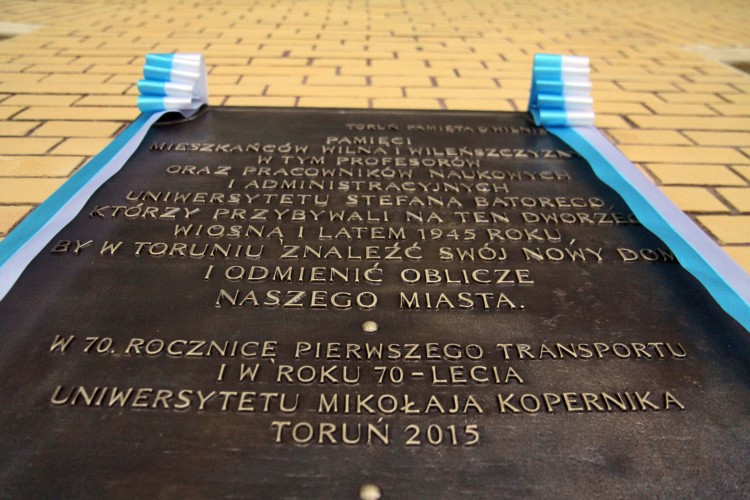 TORUŃ PAMIĘTA O WILNIE
PAMIĘCI
MIESZKAŃCÓW WILNA I WILEŃSZCZYZNY
W TYM PROFESORÓW
ORAZ PRACOWNIKÓW NAUKOWYCH
I ADMINISTRACYJNYCH
UNIWERSYTETU STEFANA BATOREGO
KTÓRZY PRZYBYWALI NA TEN DWORZEC
WIOSNĄ I LATEM 1945 ROKU
BY W TORUNIU ZNALEŹĆ SWÓJ NOWY DOM
I ODMIENIĆ OBLICZE
NASZEGO MIASTA.
W 70. ROCZNICĘ PIERWSZEGO TRANSPORTU
I W ROKU 70-LECIA
UNIWERSYTETU MIKOŁAJA KOPERNIKA
TORUŃ 2015